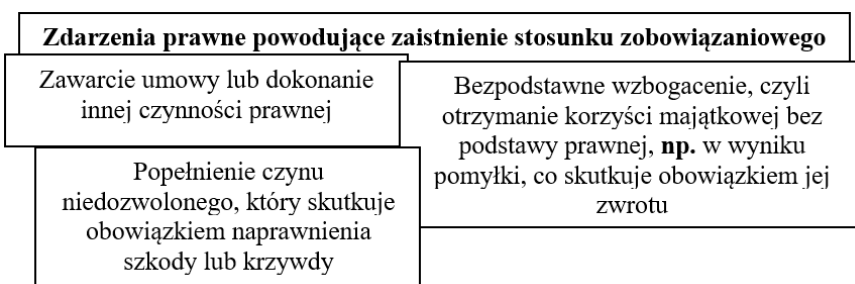 Zdarzenia prawne powodujące zaistnienie stosunku zobowiązaniowego
Zawarcie umowy lub dokonanie
innej czynności prawnej
Bezpodstawne wzbogacenie, czyli
otrzymanie korzyści majątkowej bez
podstawy prawnej, np. w wyniku
pomyłki, co skutkuje obowiązkiem jej
zwrotu
Popełnienie czynu
niedozwolonego, który skutkuje
obowiązkiem naprawnienia
szkody lub krzywdy